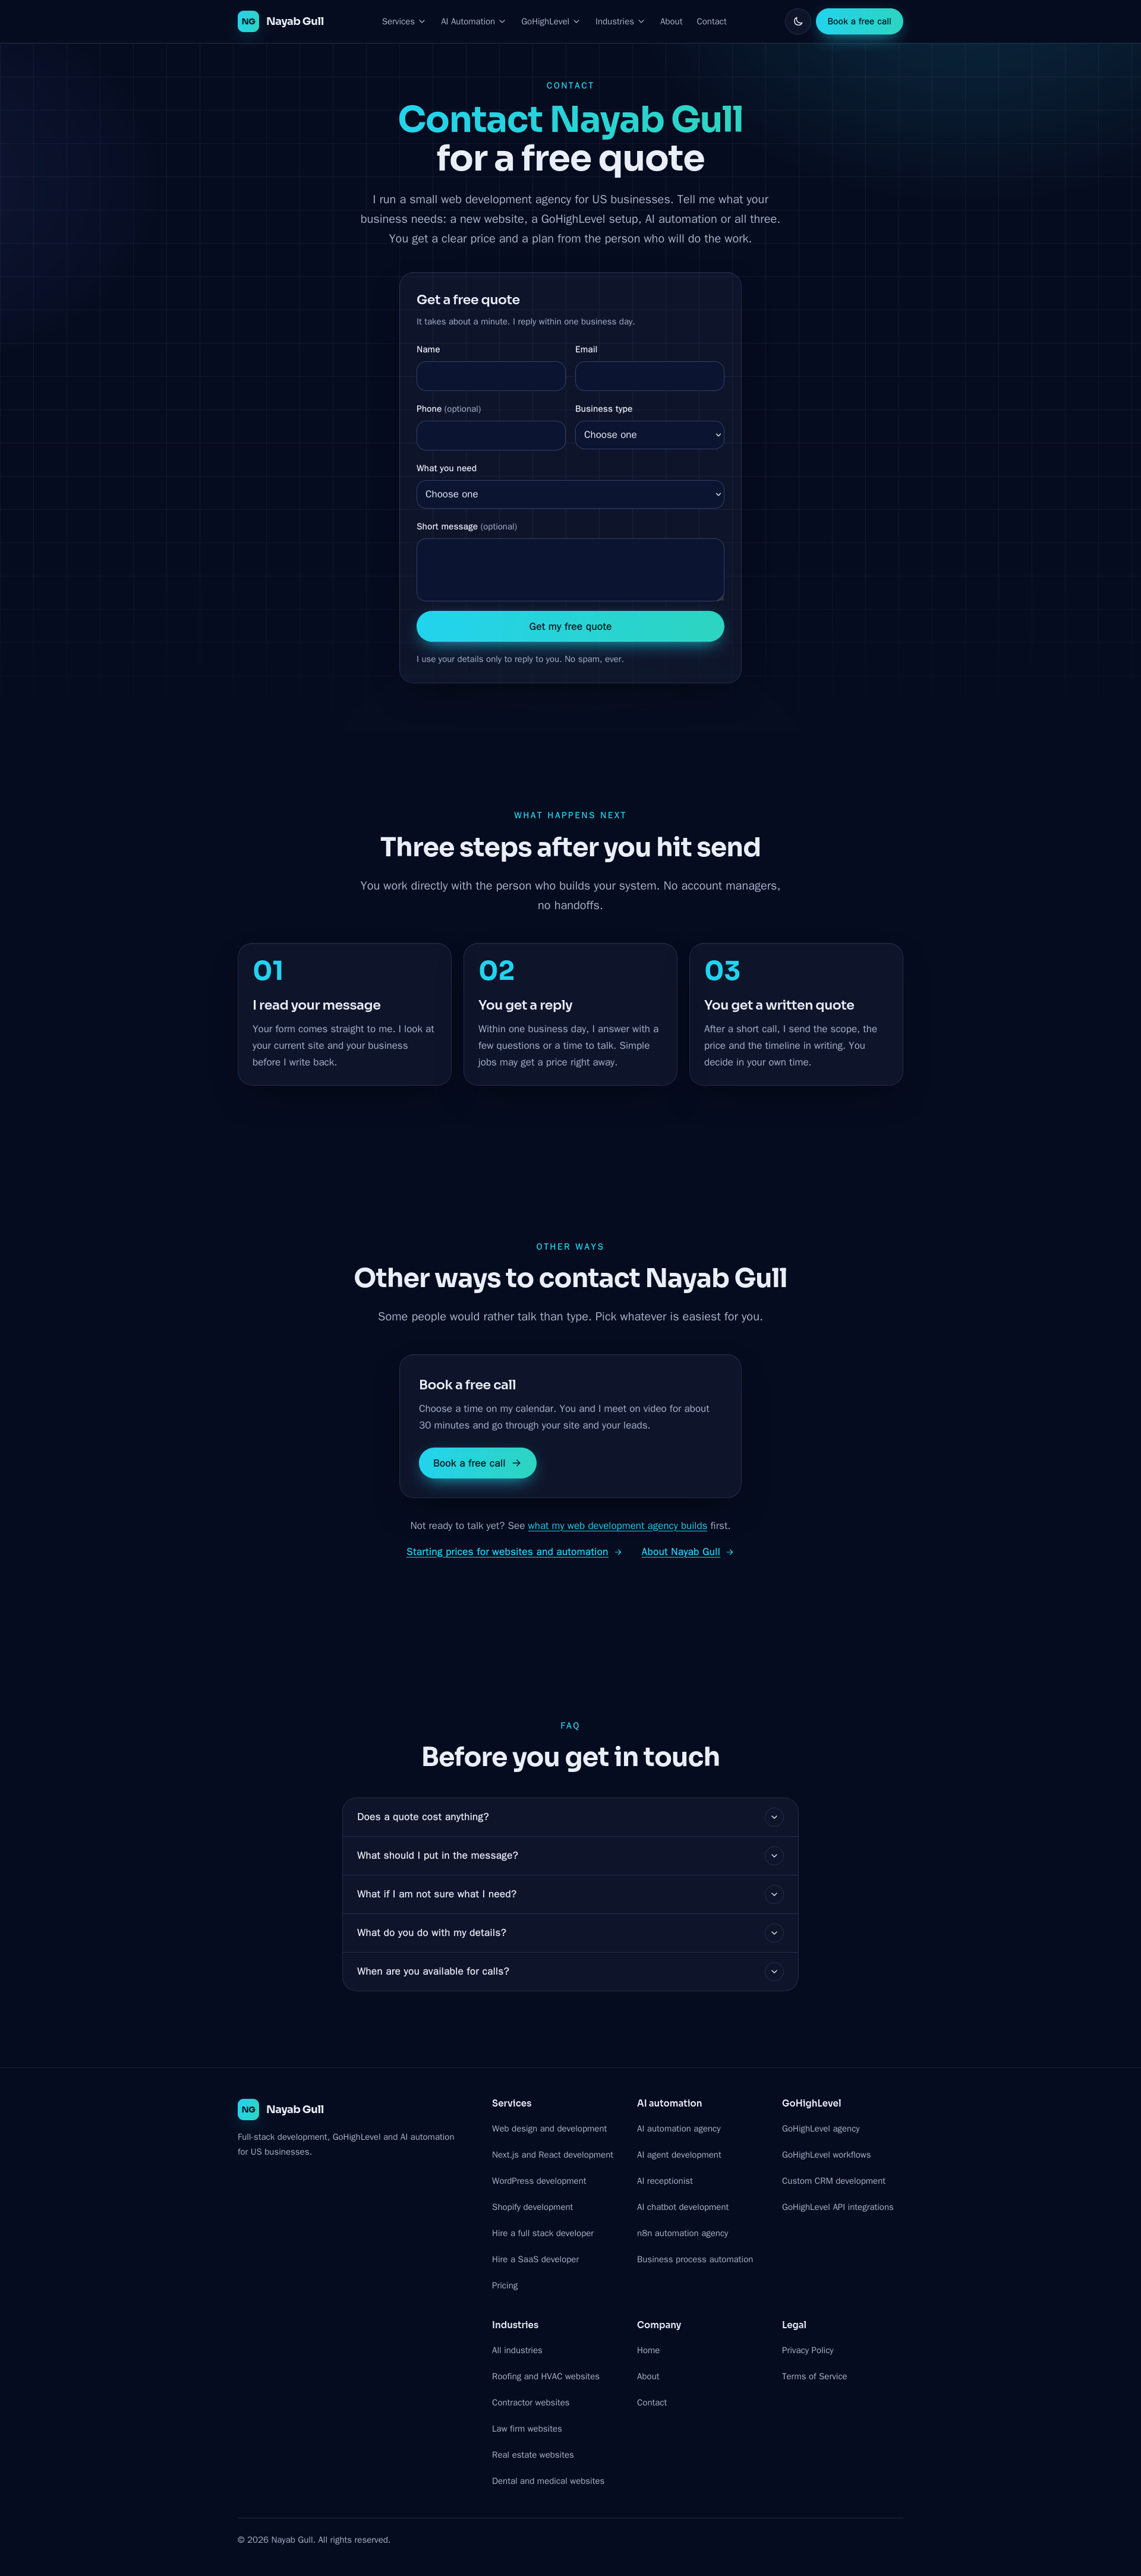 NG Nayab Gull Services AI Automation GoHighLevel Industries About Contact Book a free call
CONTACT
Contact Nayab Gull
for a free quote
I run a small web development agency for US businesses. Tell me what your
business needs: a new website, a GoHighLevel setup, AI automation or all three.
You get a clear price and a plan from the person who will do the work.
Get a free quote
It takes about a minute. I reply within one business day.
Name Email
Phone (optional) Business type
Choose one
What you need
Choose one
Short message (optional)
Get my free quote
I use your details only to reply to you. No spam, ever.
WHAT HAPPENS NEXT
Three steps after you hit send
You work directly with the person who builds your system. No account managers,
no handoffs.
01
I read your message
Your form comes straight to me. I look at
your current site and your business
before I write back.
02
You get a reply
Within one business day, I answer with a
few questions or a time to talk. Simple
jobs may get a price right away.
03
You get a written quote
After a short call, I send the scope, the
price and the timeline in writing. You
decide in your own time.
OTHER WAYS
Other ways to contact Nayab Gull
Some people would rather talk than type. Pick whatever is easiest for you.
Book a free call
Choose a time on my calendar. You and I meet on video for about
30 minutes and go through your site and your leads.
Book a free call →
Not ready to talk yet? See what my web development agency builds first.
Starting prices for websites and automation → About Nayab Gull →
FAQ
Before you get in touch
Does a quote cost anything?
What should I put in the message?
What if I am not sure what I need?
What do you do with my details?
When are you available for calls?
NG Nayab Gull
Full-stack development, GoHighLevel and AI automation
for US businesses.
Services
Web design and development
Next.js and React development
WordPress development
Shopify development
Hire a full stack developer
Hire a SaaS developer
Pricing
AI automation
AI automation agency
AI agent development
AI receptionist
AI chatbot development
n8n automation agency
Business process automation
GoHighLevel
GoHighLevel agency
GoHighLevel workflows
Custom CRM development
GoHighLevel API integrations
Industries
All industries
Roofing and HVAC websites
Contractor websites
Law firm websites
Real estate websites
Dental and medical websites
Company
Home
About
Contact
Legal
Privacy Policy
Terms of Service
© 2026 Nayab Gull. All rights reserved.